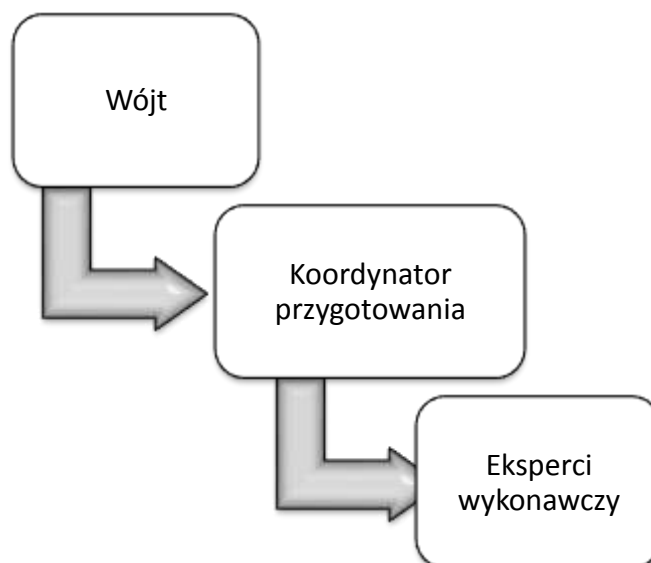 Wójt
Koordynator
przygotowania
Eksperci
wykonawczy